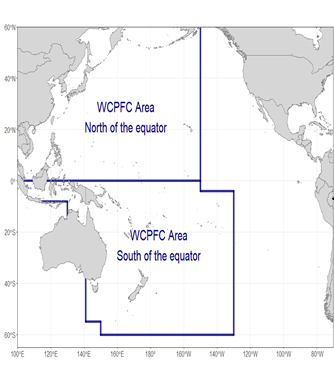 60°N
40°N
20°N
0°
20°S
40°S
60°S
WCPFC Area
North of the equator
WCPFC Area
South of the equator
100°E 120°E 140°E 160°E 180° 160°W 140°W 120°W 100°W 80°W